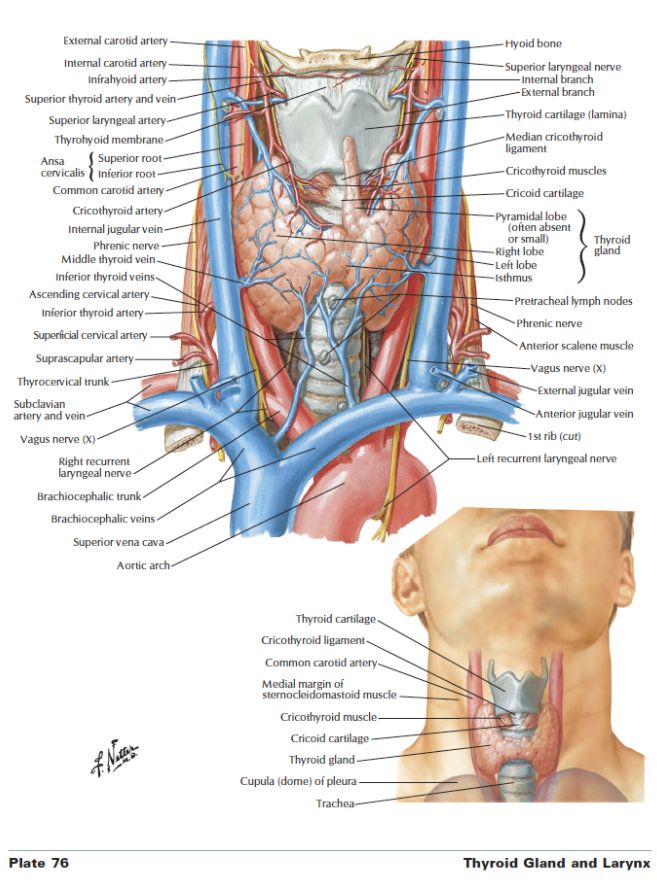 External carotid artery
Internal carotid artery
Infrahyoid artery
Superior thyroid artery and vein
Superior laryngeal artery
Thyrohyoid membrane
Ansa
cervicalis
Superior root
Inferior root
Common carotid artery
Cricothyroid artery
Internal jugular vein
Phrenic nerve
Middle thyroid vein
Inferior thyroid veins
Ascending cervical artery
Inferior thyroid artery
Superficial cervical artery
Suprascapular artery
Thyrocervical trunk
Subclavian
artery and vein
Vagus nerve (X)
Right recurrent
laryngeal nerve
Brachiocephalic trunk
Brachiocephalic veins
Superior vena cava
Aortic arch
Hyoid bone
Superior laryngeal nerve
Internal branch
External branch
Thyroid cartilage (lamina)
Median cricothyroid
ligament
Cricothyroid muscles
Cricoid cartilage
Pyramidal lobe
(often absent
or small)
Right lobe
Left lobe
Isthmus
Thyroid
gland
Pretracheal lymph nodes
Phrenic nerve
Anterior scalene muscle
Vagus nerve (X)
External jugular vein
Anterior jugular vein
1st rib (cut)
Left recurrent laryngeal nerve
Thyroid cartilage
Cricothyroid ligament
Common carotid artery
Medial margin of
sternocleidomastoid muscle
Cricothyroid muscle
Cricoid cartilage
Thyroid gland
Cupula (dome) of pleura
Trachea
F. Netter
M.D.
Plate 76
Thyroid Gland and Larynx